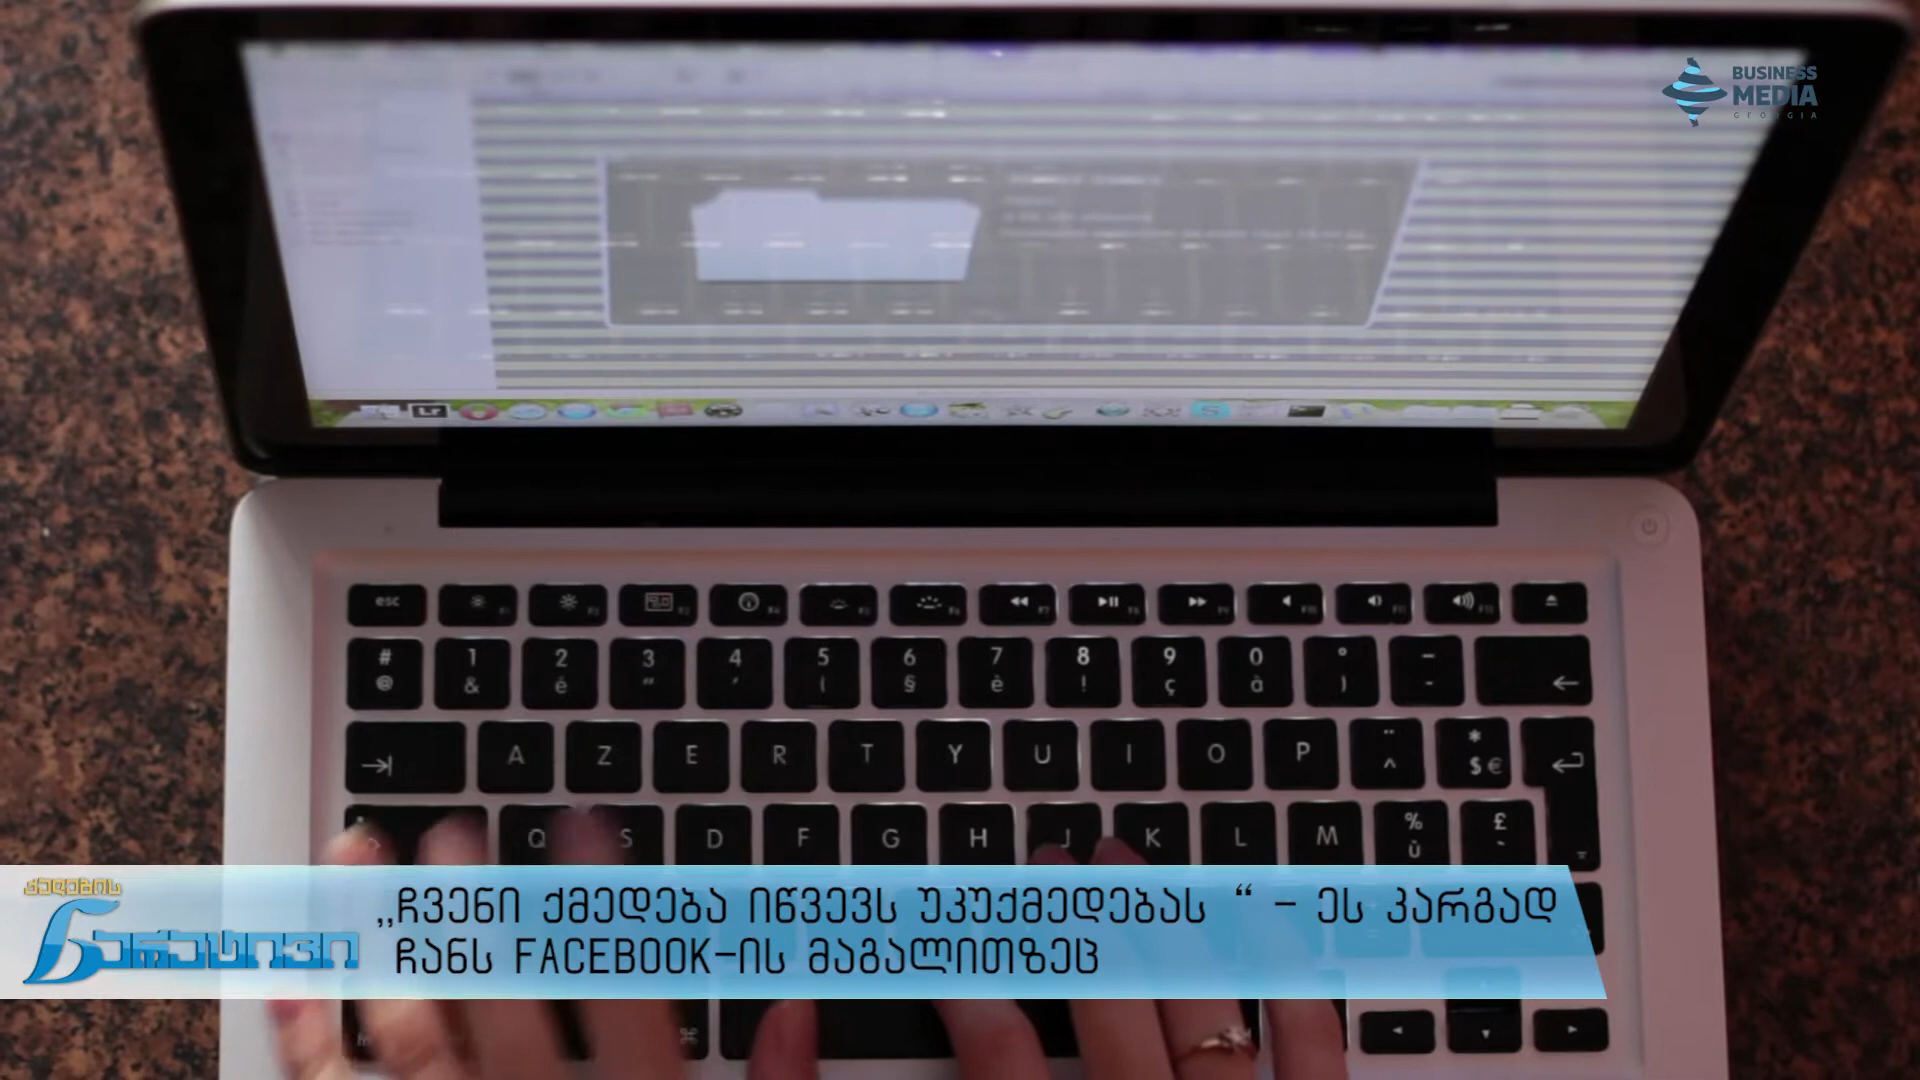 BUSINESS
MEDIA
GEORGIA
esc
# 1 2 3 4 5 6 7 8 9 0 ° _
@ & é " ' ( § è ! ç à ) -
A Z E R T Y U I O P ¨ *
^ $ €
Q S D F G H J K L M % £
ù `
ქალების
ნარატივი
„ჩვენი ქმედება იწვევს უკუქმედებას “ - ეს კარგად
ჩანს FACEBOOK-ის მაგალითზეც